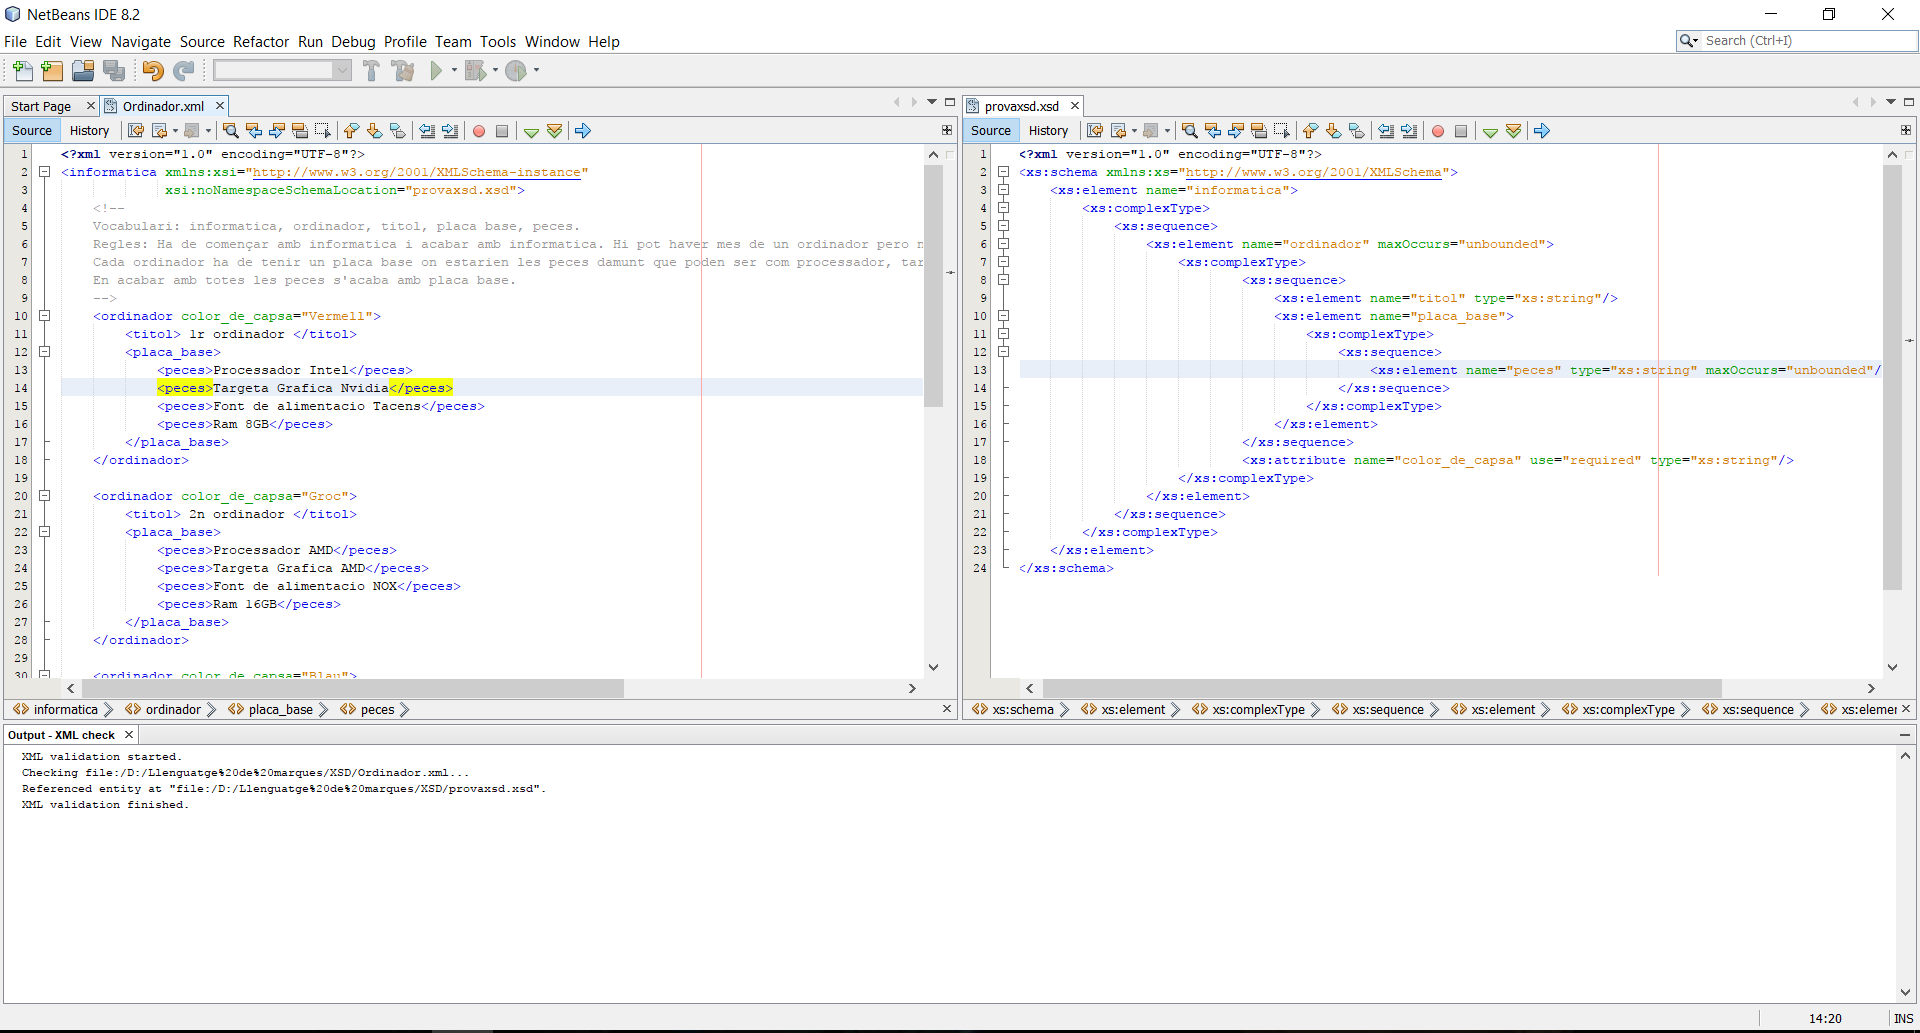 NetBeans IDE 8.2
File Edit View Navigate Source Refactor Run Debug Profile Team Tools Window Help
Search (Ctrl+I)
Start Page
Ordinador.xml
Source History
1 <?xml version="1.0" encoding="UTF-8"?>
2 <informatica xmlns:xsi="http://www.w3.org/2001/XMLSchema-instance"
3 xsi:noNamespaceSchemaLocation="provaxsd.xsd">
4 <!--
5 Vocabulari: informatica, ordinador, titol, placa base, peces.
6 Regles: Ha de començar amb informatica i acabar amb informatica. Hi pot haver mes de un ordinador pero
7 Cada ordinador ha de tenir un placa base on estarien les peces damunt que poden ser com processador,
8 En acabar amb totes les peces s'acaba amb placa base.
9 -->
10 <ordinador color_de_capsa="Vermell">
11 <titol> 1r ordinador </titol>
12 <placa_base>
13 <peces>Processador Intel</peces>
14 <peces>Targeta Grafica Nvidia</peces>
15 <peces>Font de alimentacio Tacens</peces>
16 <peces>Ram 8GB</peces>
17 </placa_base>
18 </ordinador>
19
20 <ordinador color_de_capsa="Groc">
21 <titol> 2n ordinador </titol>
22 <placa_base>
23 <peces>Processador AMD</peces>
24 <peces>Targeta Grafica AMD</peces>
25 <peces>Font de alimentacio NOX</peces>
26 <peces>Ram 16GB</peces>
27 </placa_base>
28 </ordinador>
29
30 <ordinador color_de_capsa="Blau">
informatica ordinador placa_base peces
provaxsd.xsd
Source History
1 <?xml version="1.0" encoding="UTF-8"?>
2 <xs:schema xmlns:xs="http://www.w3.org/2001/XMLSchema">
3 <xs:element name="informatica">
4 <xs:complexType>
5 <xs:sequence>
6 <xs:element name="ordinador" maxOccurs="unbounded">
7 <xs:complexType>
8 <xs:sequence>
9 <xs:element name="titol" type="xs:string"/>
10 <xs:element name="placa_base">
11 <xs:complexType>
12 <xs:sequence>
13 <xs:element name="peces" type="xs:string" maxOccurs="unbounded"/
14 </xs:sequence>
15 </xs:complexType>
16 </xs:element>
17 </xs:sequence>
18 <xs:attribute name="color_de_capsa" use="required" type="xs:string"/>
19 </xs:complexType>
20 </xs:element>
21 </xs:sequence>
22 </xs:complexType>
23 </xs:element>
24 </xs:schema>
xs:schema xs:element xs:complexType xs:sequence xs:element xs:complexType xs:sequence
Output - XML check
XML validation started.
Checking file:/D:/Llenguatge%20de%20marques/XSD/Ordinador.xml...
Referenced entity at "file:/D:/Llenguatge%20de%20marques/XSD/provaxsd.xsd".
XML validation finished.
14:20 INS